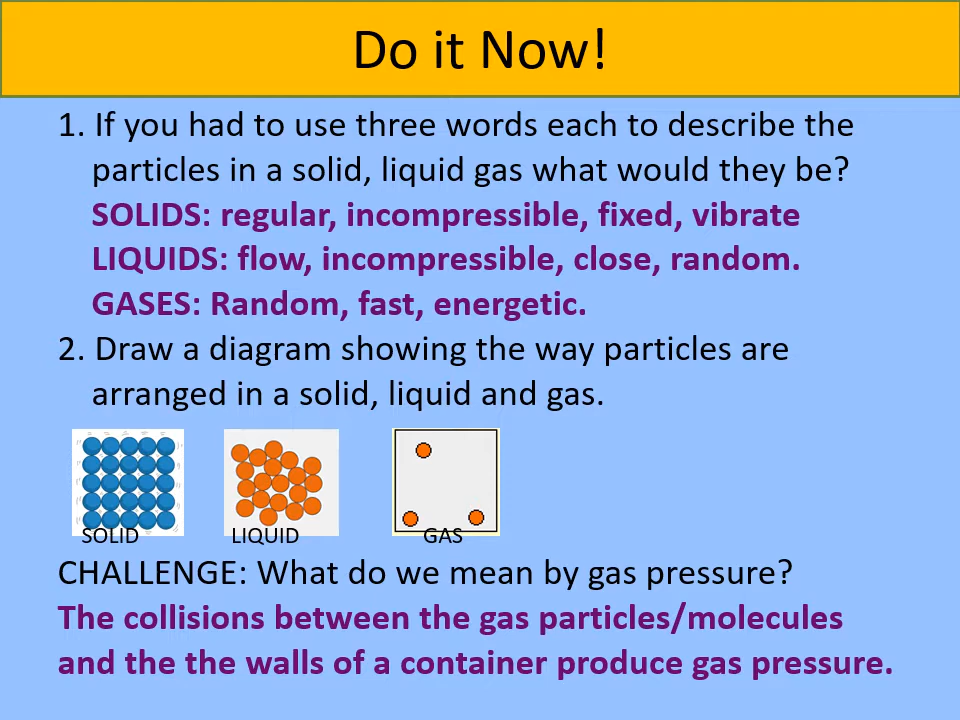 Do it Now!
1. If you had to use three words each to describe the
particles in a solid, liquid gas what would they be?
SOLIDS: regular, incompressible, fixed, vibrate
LIQUIDS: flow, incompressible, close, random.
GASES: Random, fast, energetic.
2. Draw a diagram showing the way particles are
arranged in a solid, liquid and gas.
SOLID LIQUID GAS
CHALLENGE: What do we mean by gas pressure?
The collisions between the gas particles/molecules
and the the walls of a container produce gas pressure.